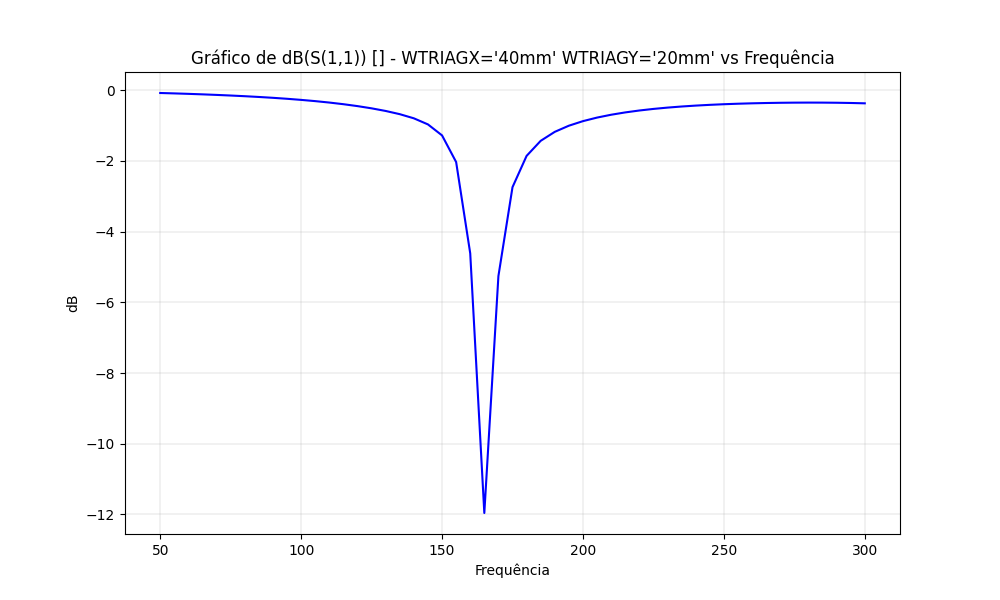 Gráfico de dB(S(1,1)) [] - WTRIAGX='40mm' WTRIAGY='20mm' vs Frequência
dB
0
−2
−4
−6
−8
−10
−12
50 100 150 200 250 300
Frequência